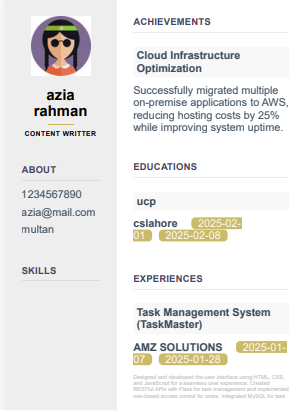 azia
rahman
CONTENT WRITTER
ABOUT
1234567890
azia@mail.com
multan
SKILLS
ACHIEVEMENTS
Cloud Infrastructure
Optimization
Successfully migrated multiple
on-premise applications to AWS,
reducing hosting costs by 25%
while improving system uptime.
EDUCATIONS
ucp
cslahore 2025-02-
01 2025-02-08
EXPERIENCES
Task Management System
(TaskMaster)
AMZ SOLUTIONS 2025-01-
07 2025-01-28
Designed and developed the user interface using HTML, CSS,
and JavaScript for a seamless user experience. Created
RESTful APIs with Flask for task management and implemented
role-based access control for users. Integrated MySQL for task